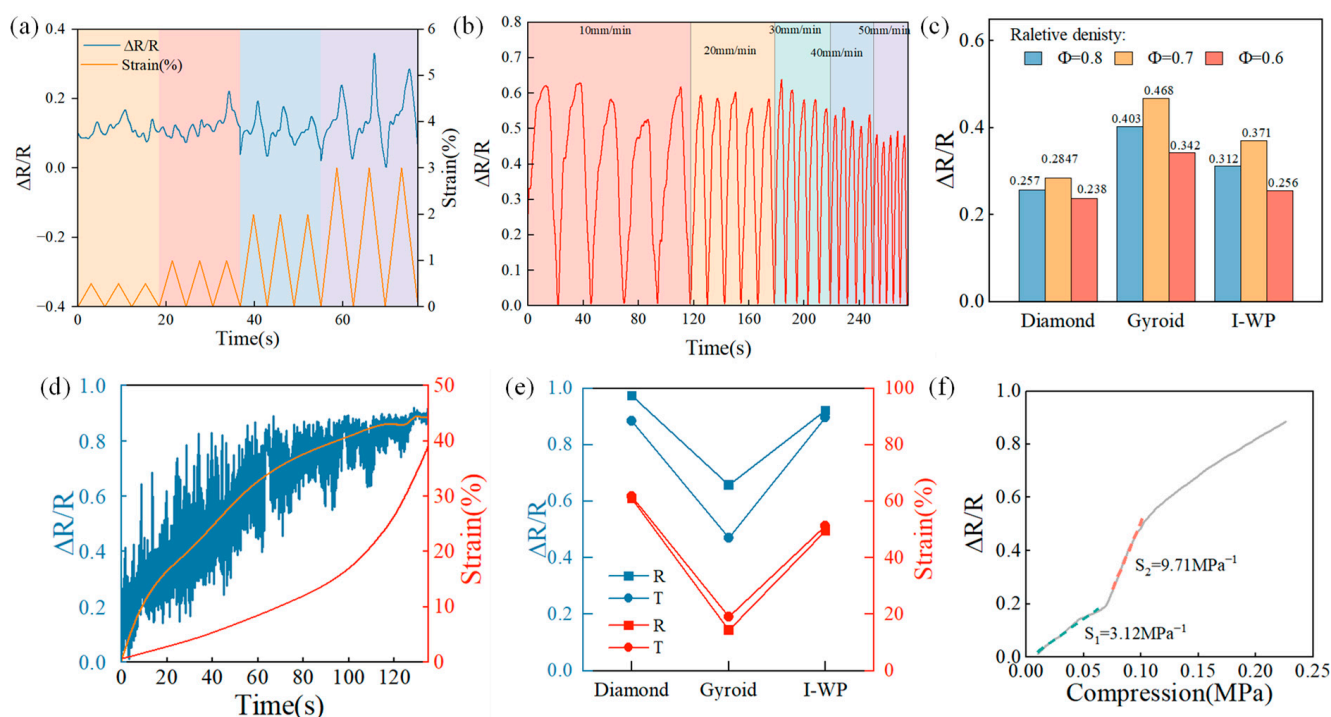 (a)
ΔR/R
Strain(%)
0.4
0.2
0.0
−0.2
−0.4
ΔR/R
6
5
4
3
2
1
0
Strain(%)
0
20
40
60
Time(s)
(b)
10mm/min
20mm/min
30mm/min
40mm/min
50mm/min
0.8
0.7
0.6
0.5
0.4
0.3
0.2
0.1
0.0
ΔR/R
0
40
80
120
160
200
240
Time(s)
(c)
Raletive denisty:
Φ=0.8
Φ=0.7
Φ=0.6
0.6
0.4
0.2
0.0
ΔR/R
0.257
0.2847
0.238
0.403
0.468
0.342
0.312
0.371
0.256
Diamond
Gyroid
I-WP
(d)
1.0
0.8
0.6
0.4
0.2
0.0
ΔR/R
50
40
30
20
10
0
Strain(%)
0
20
40
60
80
100
120
Time(s)
(e)
1.0
0.8
0.6
0.4
0.2
0.0
ΔR/R
R
T
R
T
100
80
60
40
20
0
Strain(%)
Diamond
Gyroid
I-WP
(f)
1.0
0.8
0.6
0.4
0.2
0.0
ΔR/R
S₂=9.71MPa⁻¹
S₁=3.12MPa⁻¹
0.00
0.05
0.10
0.15
0.20
0.25
Compression(MPa)